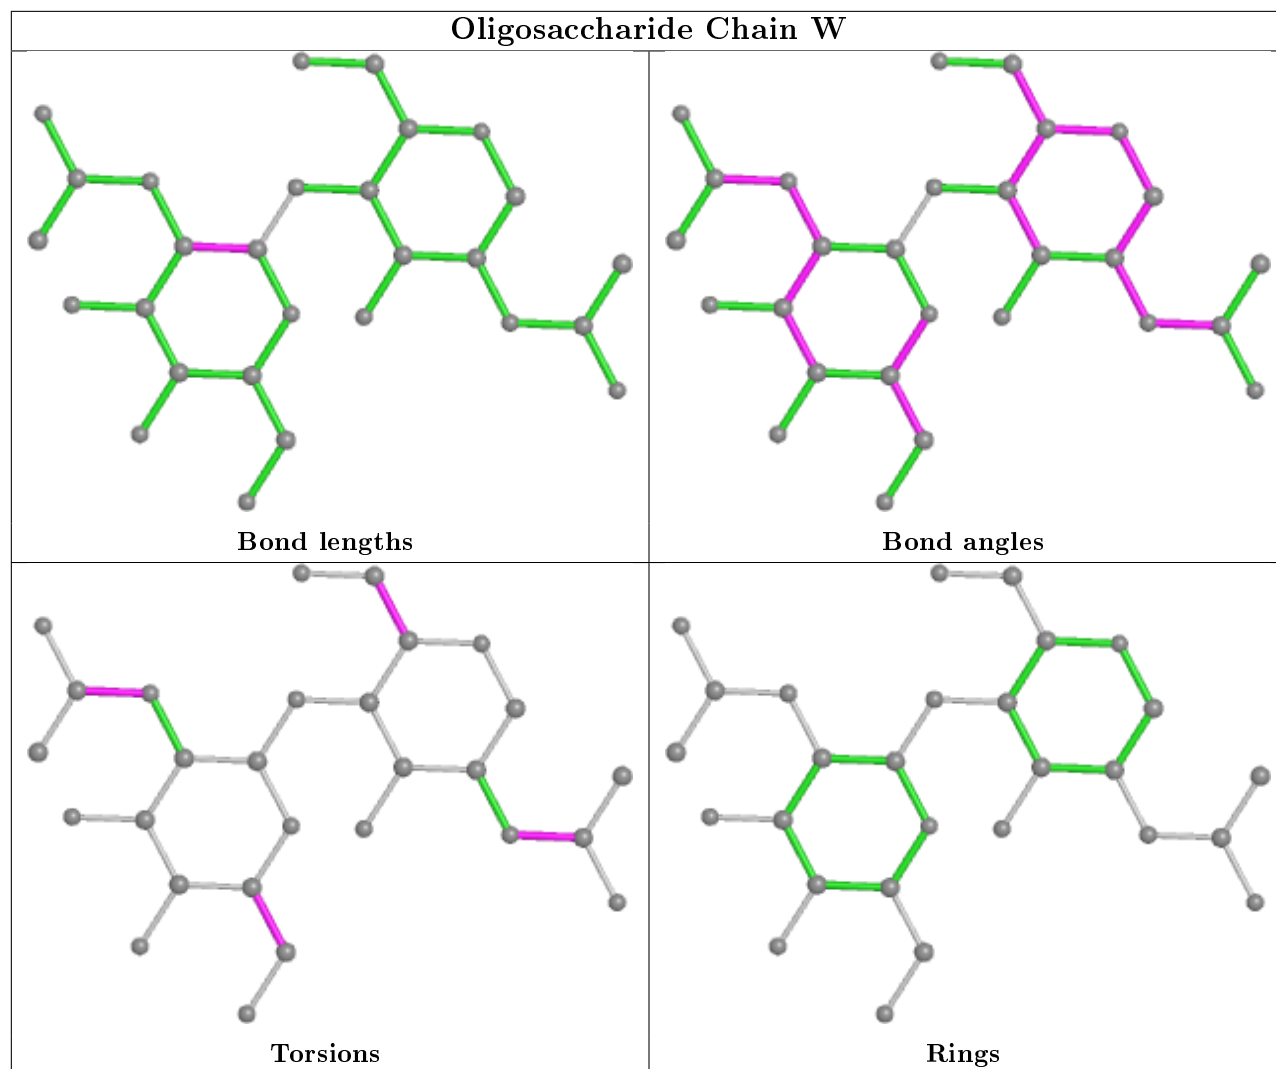 Oligosaccharide Chain W
Bond lengths
Bond angles
Torsions
Rings